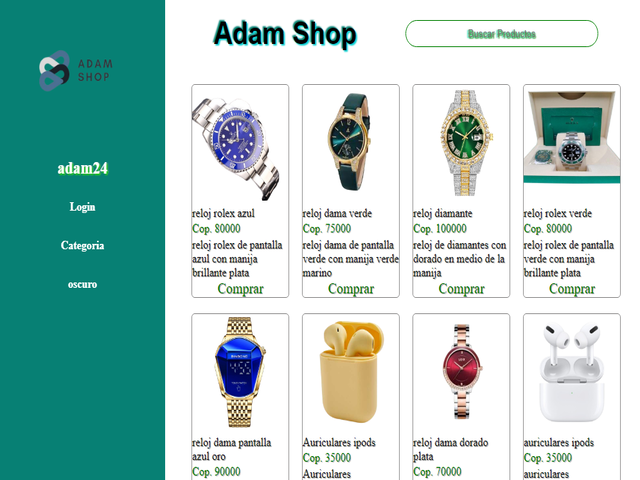 ADAM
SHOP
adam24
Login
Categoria
oscuro
Adam Shop
Buscar Productos
reloj rolex azul
Cop. 80000
reloj rolex de pantalla
azul con manija
brillante plata
Comprar
reloj dama verde
Cop. 75000
reloj dama de pantalla
verde con manija verde
marino
Comprar
reloj diamante
Cop. 100000
reloj de diamantes con
dorado en medio de la
manija
Comprar
reloj rolex verde
Cop. 80000
reloj rolex de pantalla
verde con manija
brillante plata
Comprar
reloj dama pantalla
azul oro
Cop. 90000
Auriculares ipods
Cop. 35000
Auriculares
reloj dama dorado
plata
Cop. 70000
auriculares ipods
Cop. 35000
auriculares